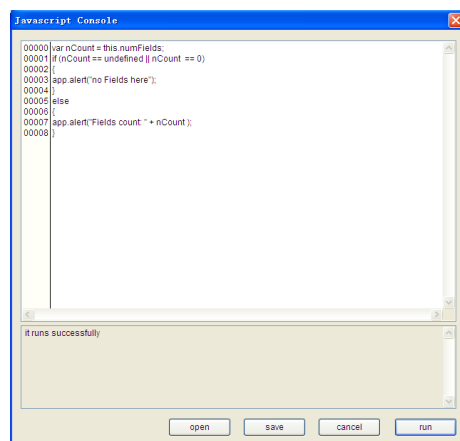 Javascript Console
00000 var nCount = this.numFields;
00001 if (nCount == undefined || nCount == 0)
00002 {
00003 app.alert("no Fields here");
00004 }
00005 else
00006 {
00007 app.alert("Fields count: " + nCount );
00008 }
it runs successfully
open save cancel run